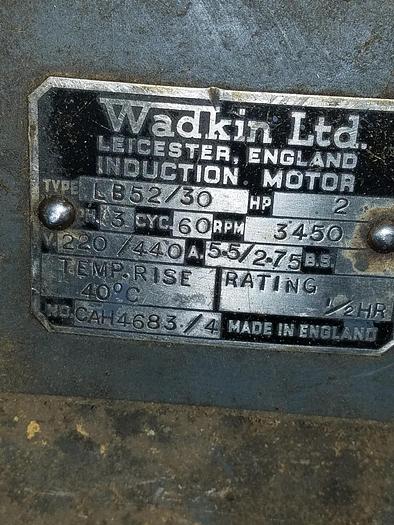 Wadkin Ltd.
LEICESTER, ENGLAND
INDUCTION MOTOR
TYPE LB52/30 HP 2
PH 3 CYC. 60 RPM 3450
V 220/440 A. 5.5/2.75 B.S.
TEMP. RISE RATING
40°C 1/2 HR
NO. CAH4683./4 MADE IN ENGLAND